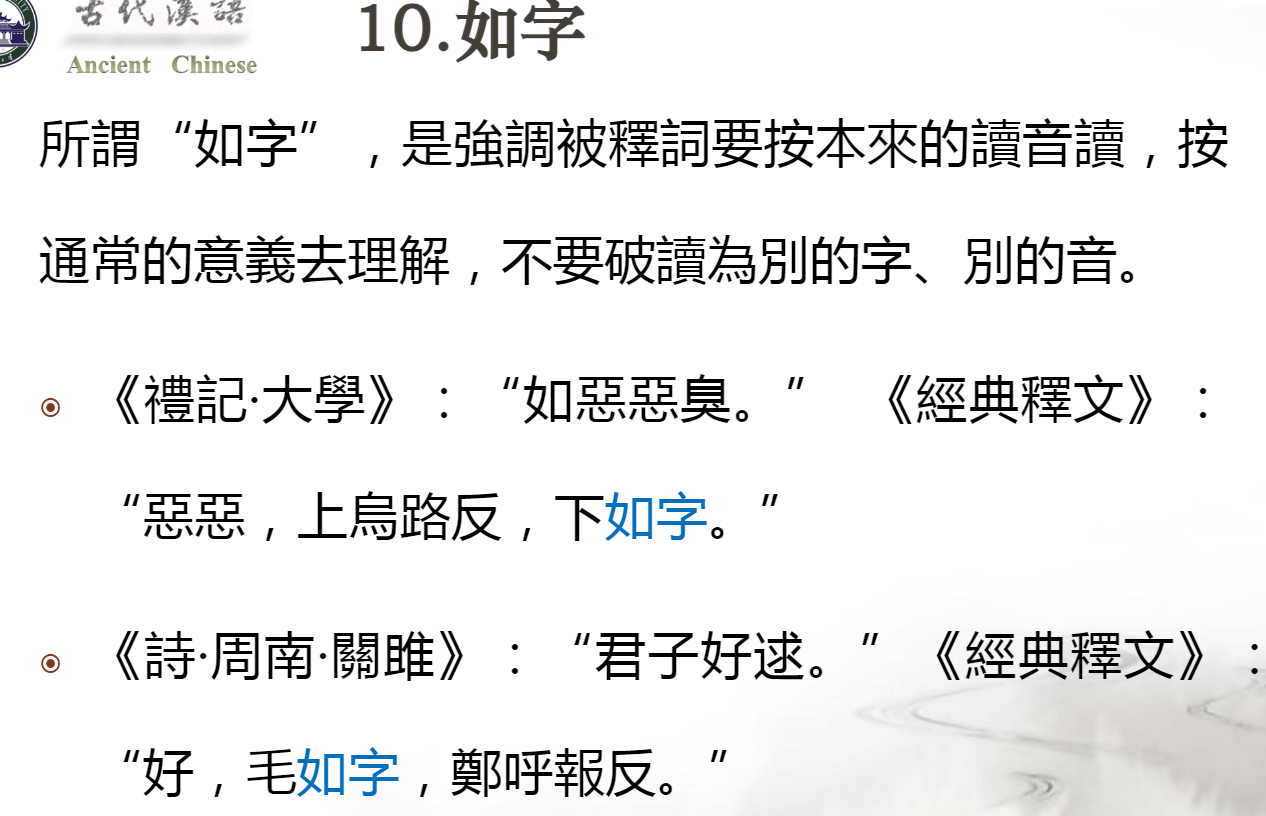 古代漢語
Ancient Chinese
10.如字
所謂“如字”，是強調被釋詞要按本來的讀音讀，按
通常的意義去理解，不要破讀為別的字、別的音。
《禮記·大學》：“如惡惡臭。” 《經典釋文》：
“惡惡，上烏路反，下如字。”
《詩·周南·關雎》：“君子好逑。”《經典釋文》：
“好，毛如字，鄭呼報反。”